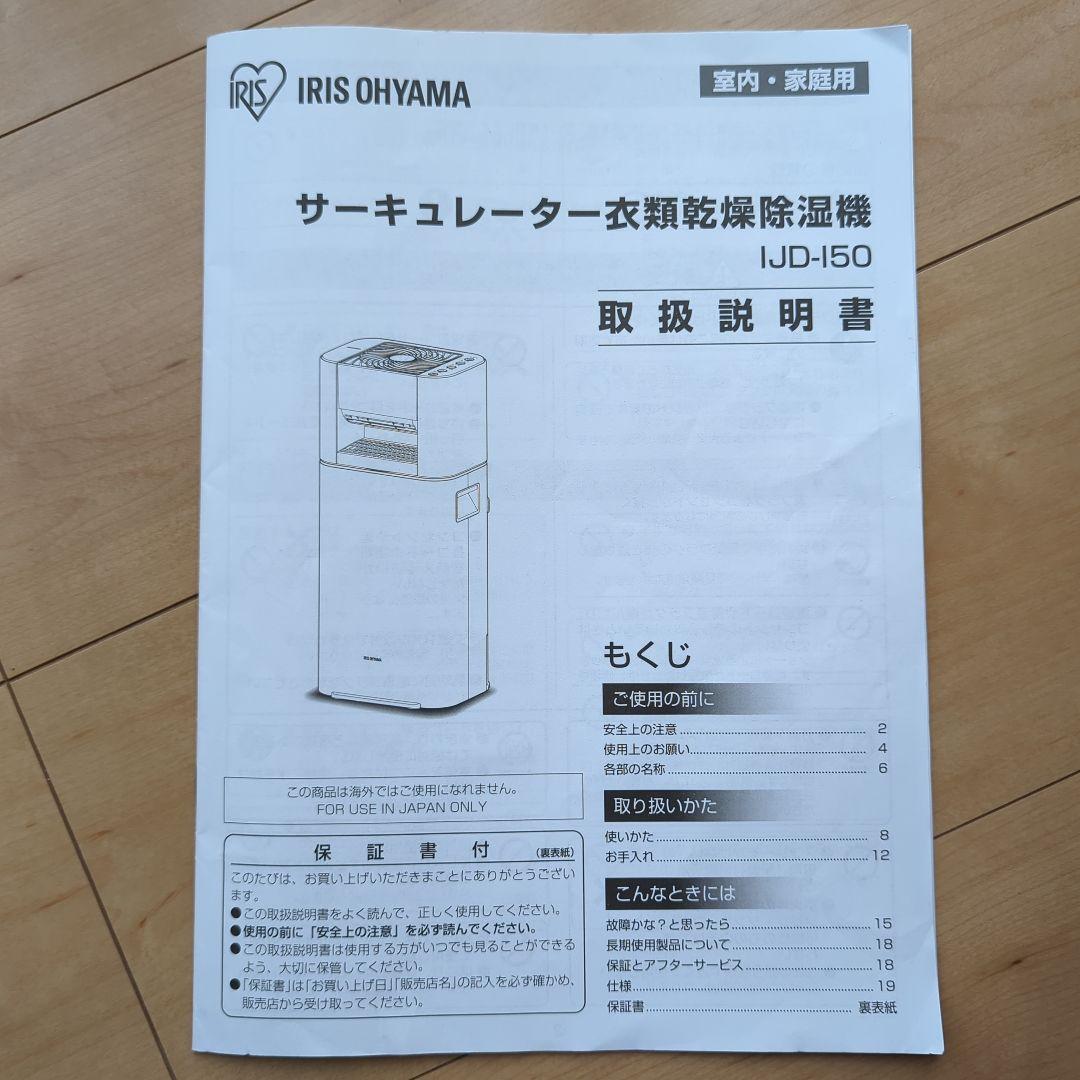 IRIS IRIS OHYAMA
室内・家庭用
サーキュレーター衣類乾燥除湿機
IJD-I50
取扱説明書
IRIS OHYAMA
もくじ
ご使用の前に
安全上の注意 2
使用上のお願い 4
各部の名称 6
取り扱いかた
使いかた 8
お手入れ 12
こんなときには
故障かな?と思ったら 15
長期使用製品について 18
保証とアフターサービス 18
仕様 19
保証書 裏表紙
この商品は海外ではご使用になれません。
FOR USE IN JAPAN ONLY
保証書付 (裏表紙)
このたびは、お買い上げいただきまことにありがとうござい
ます。
●この取扱説明書をよく読んで、正しく使用してください。
●使用の前に「安全上の注意」を必ず読んでください。
●この取扱説明書は使用する方がいつでも見ることができる
よう、大切に保管してください。
●「保証書」は「お買い上げ日」「販売店名」の記入を必ず確かめ、
販売店から受け取ってください。